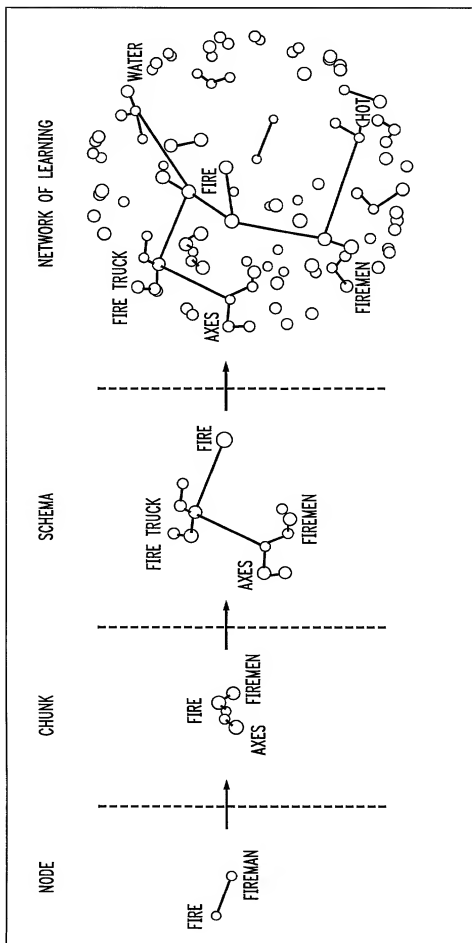 NODE
CHUNK
SCHEMA
NETWORK OF LEARNING
FIRE
FIREMAN
FIRE
AXES
FIREMEN
FIRE TRUCK
FIRE
AXES
FIREMEN
FIRE TRUCK
WATER
FIRE
AXES
FIREMEN
HOT